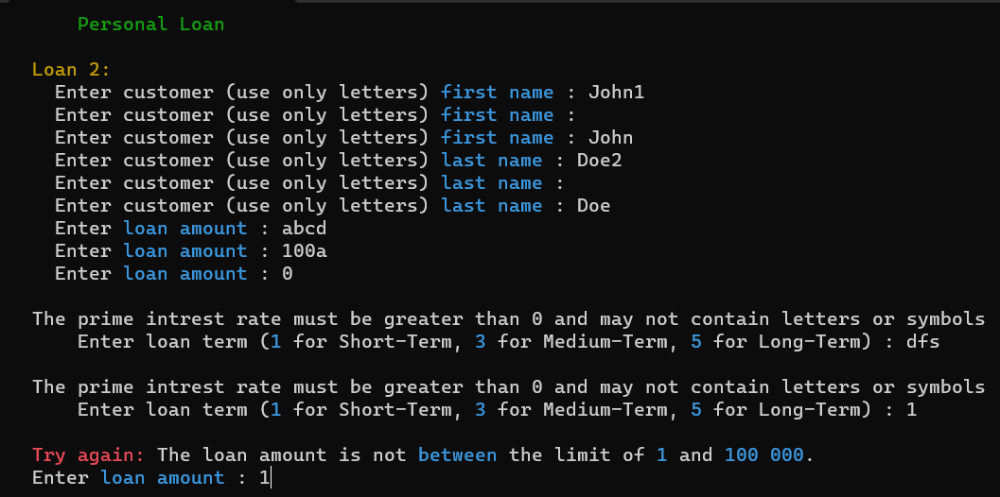 Personal Loan
Loan 2:
Enter customer (use only letters) first name : John1
Enter customer (use only letters) first name :
Enter customer (use only letters) first name : John
Enter customer (use only letters) last name : Doe2
Enter customer (use only letters) last name :
Enter customer (use only letters) last name : Doe
Enter loan amount : abcd
Enter loan amount : 100a
Enter loan amount : 0
The prime intrest rate must be greater than 0 and may not contain letters or symbols
Enter loan term (1 for Short-Term, 3 for Medium-Term, 5 for Long-Term) : dfs
The prime intrest rate must be greater than 0 and may not contain letters or symbols
Enter loan term (1 for Short-Term, 3 for Medium-Term, 5 for Long-Term) : 1
Try again: The loan amount is not between the limit of 1 and 100 000.
Enter loan amount : 1